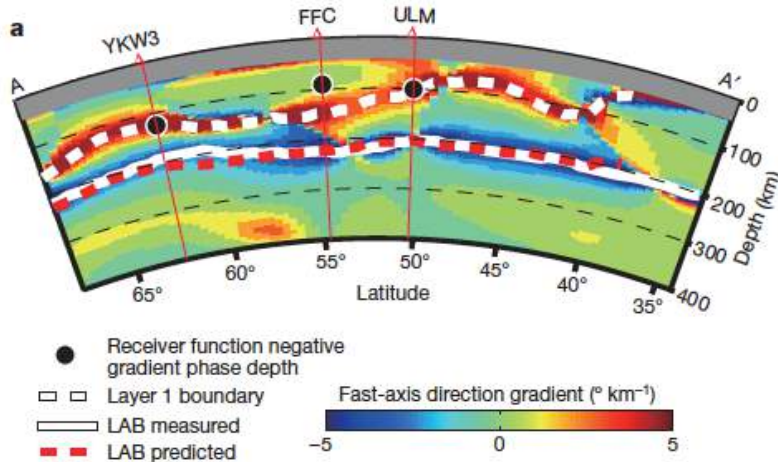 a
YKW3
FFC
ULM
A
A′
0
100
200
300
400
Depth (km)
65°
60°
55°
50°
45°
40°
35°
Latitude
Receiver function negative
gradient phase depth
Layer 1 boundary
LAB measured
LAB predicted
Fast-axis direction gradient (° km⁻¹)
−5
0
5